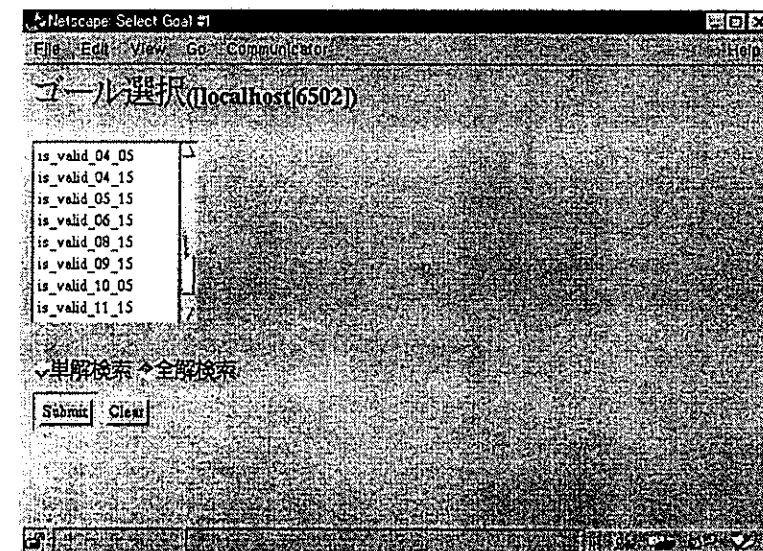 Netscape: Select Goal #1
File Edit View Go Communicator Help
ゴール選択([localhost|6502])
is_valid_04_05
is_valid_04_15
is_valid_05_15
is_valid_06_15
is_valid_08_15
is_valid_09_15
is_valid_10_05
is_valid_11_15
単解検索 全解検索
Submit Clear